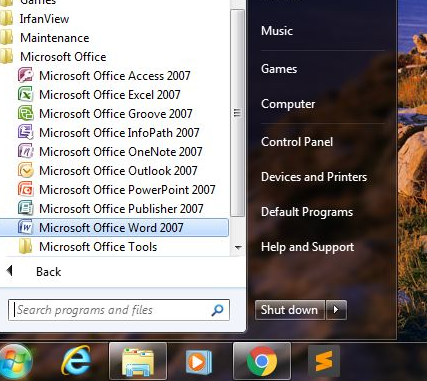 Games
IrfanView
Maintenance
Microsoft Office
Microsoft Office Access 2007
Microsoft Office Excel 2007
Microsoft Office Groove 2007
Microsoft Office InfoPath 2007
Microsoft Office OneNote 2007
Microsoft Office Outlook 2007
Microsoft Office PowerPoint 2007
Microsoft Office Publisher 2007
Microsoft Office Word 2007
Microsoft Office Tools
Back
Search programs and files
Music
Games
Computer
Control Panel
Devices and Printers
Default Programs
Help and Support
Shut down